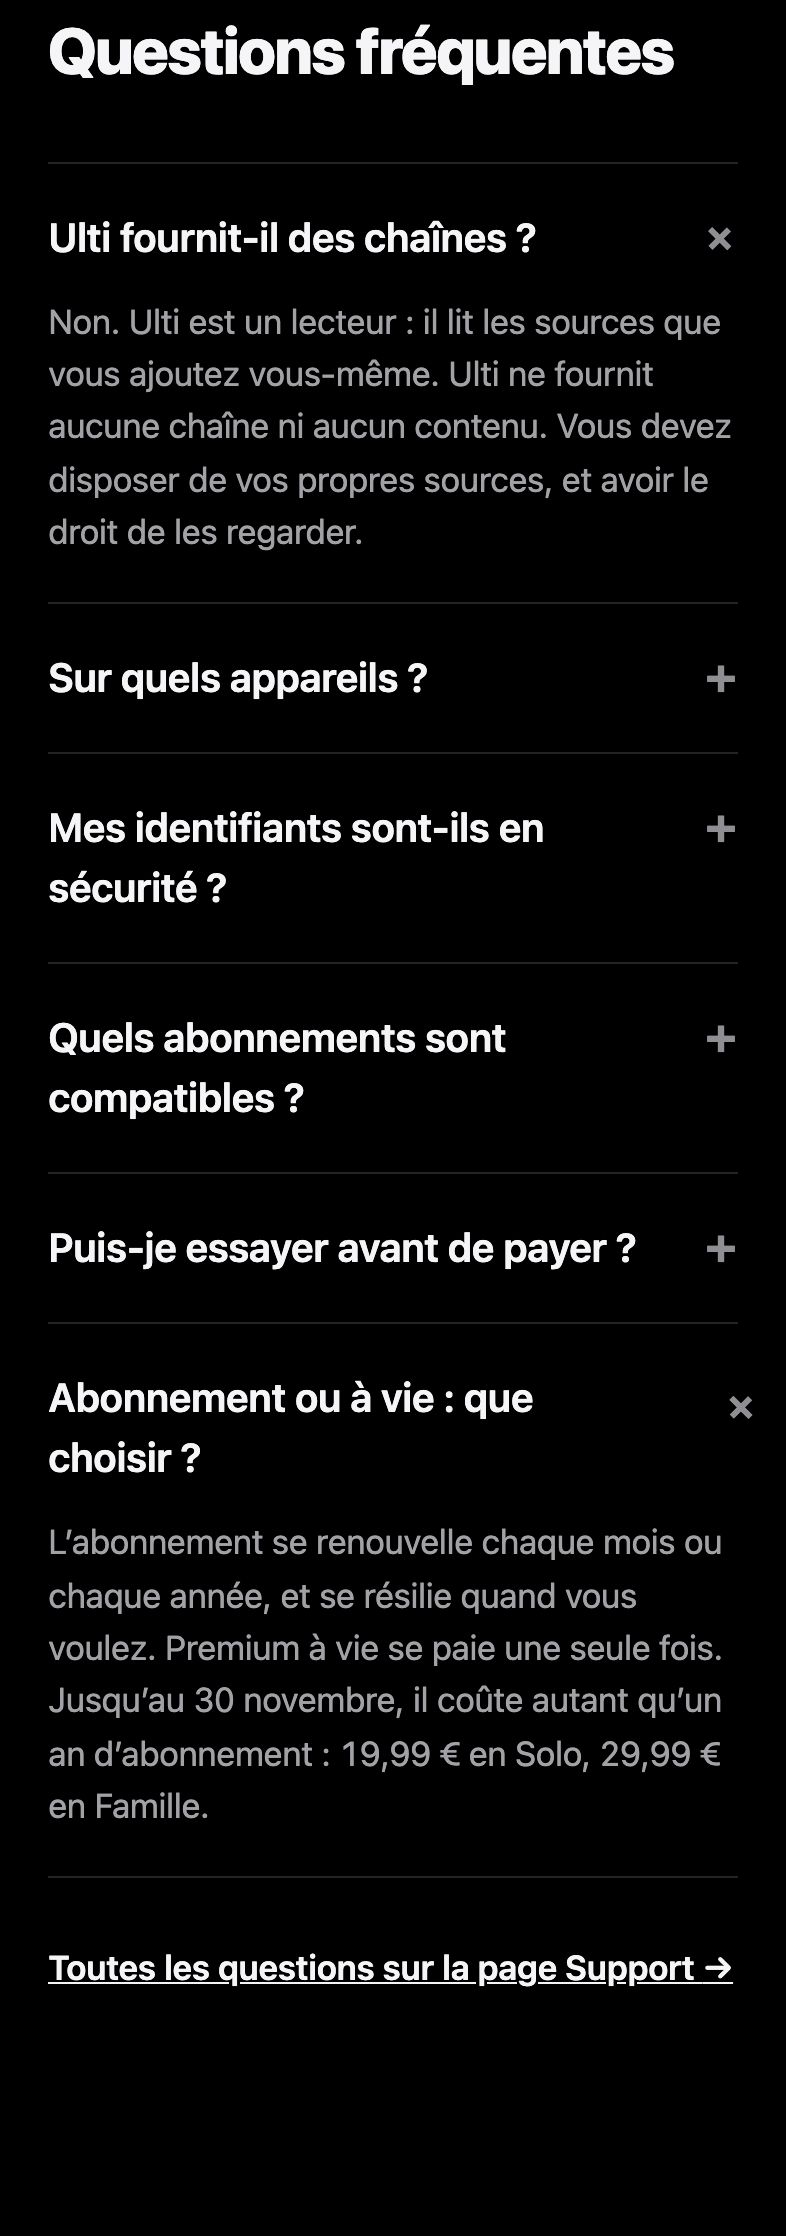 Questions fréquentes
Ulti fournit-il des chaînes ? ×
Non. Ulti est un lecteur : il lit les sources que
vous ajoutez vous-même. Ulti ne fournit
aucune chaîne ni aucun contenu. Vous devez
disposer de vos propres sources, et avoir le
droit de les regarder.
Sur quels appareils ? +
Mes identifiants sont-ils en +
sécurité ?
Quels abonnements sont +
compatibles ?
Puis-je essayer avant de payer ? +
Abonnement ou à vie : que ×
choisir ?
L’abonnement se renouvelle chaque mois ou
chaque année, et se résilie quand vous
voulez. Premium à vie se paie une seule fois.
Jusqu’au 30 novembre, il coûte autant qu’un
an d’abonnement : 19,99 € en Solo, 29,99 €
en Famille.
Toutes les questions sur la page Support →